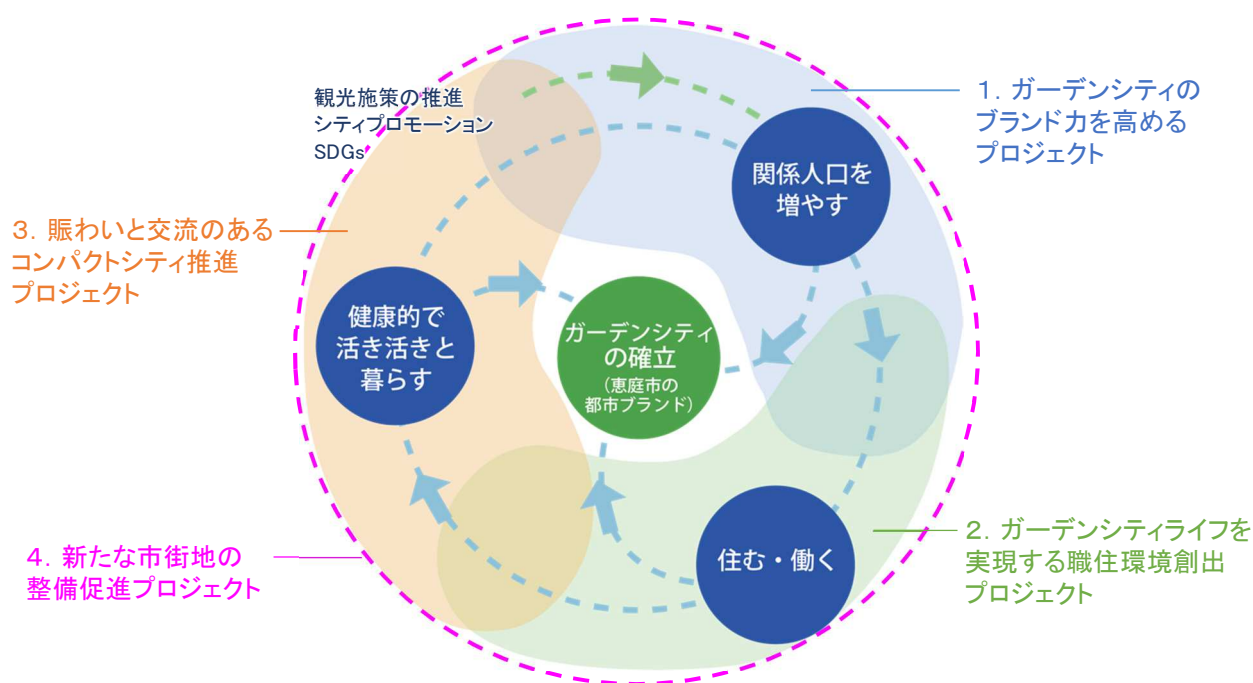 観光施策の推進
シティプロモーション
SDGs
1．ガーデンシティの
ブランド力を高める
プロジェクト
関係人口を
増やす
3．賑わいと交流のある
コンパクトシティ推進
プロジェクト
健康的で
活き活きと
暮らす
ガーデンシティ
の確立
（恵庭市の
都市ブランド）
2．ガーデンシティライフを
実現する職住環境創出
プロジェクト
住む・働く
4．新たな市街地の
整備促進プロジェクト